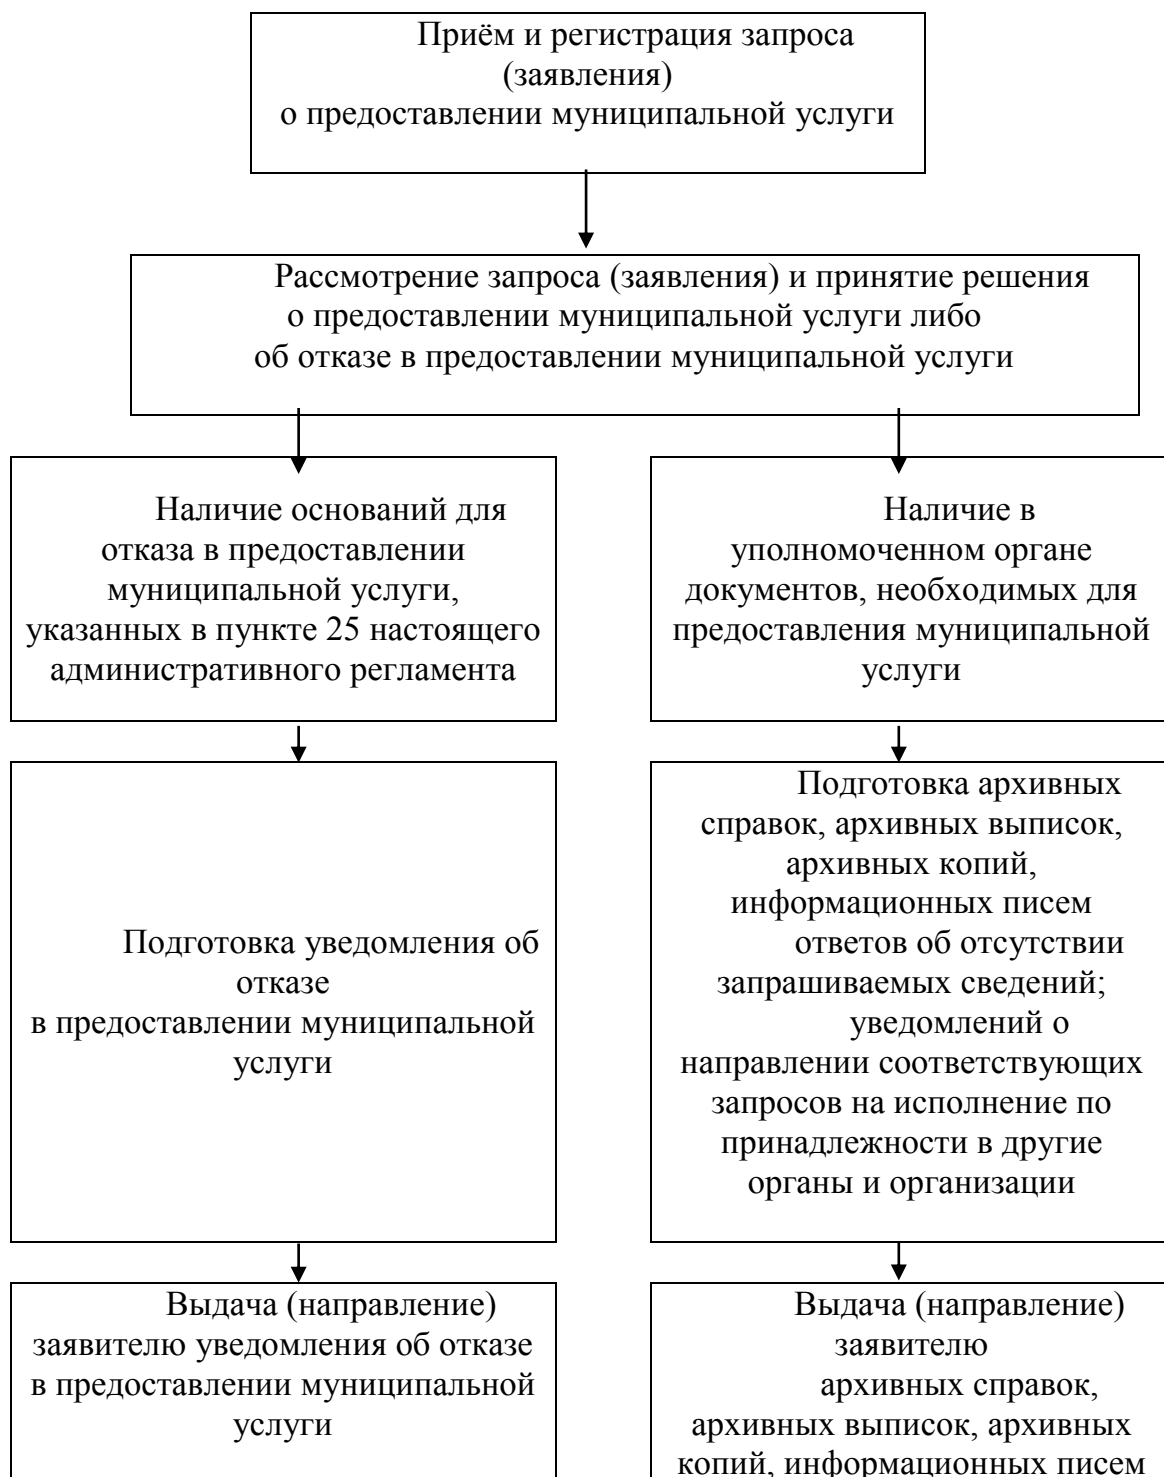 Приём и регистрация запроса
(заявления)
о предоставлении муниципальной услуги
Рассмотрение запроса (заявления) и принятие решения
о предоставлении муниципальной услуги либо
об отказе в предоставлении муниципальной услуги
Наличие оснований для
отказа в предоставлении
муниципальной услуги,
указанных в пункте 25 настоящего
административного регламента
Наличие в
уполномоченном органе
документов, необходимых для
предоставления муниципальной
услуги
Подготовка уведомления об
отказе
в предоставлении муниципальной
услуги
Подготовка архивных
справок, архивных выписок,
архивных копий,
информационных писем
ответов об отсутствии
запрашиваемых сведений;
уведомлений о
направлении соответствующих
запросов на исполнение по
принадлежности в другие
органы и организации
Выдача (направление)
заявителю уведомления об отказе
в предоставлении муниципальной
услуги
Выдача (направление)
заявителю
архивных справок,
архивных выписок, архивных
копий, информационных писем